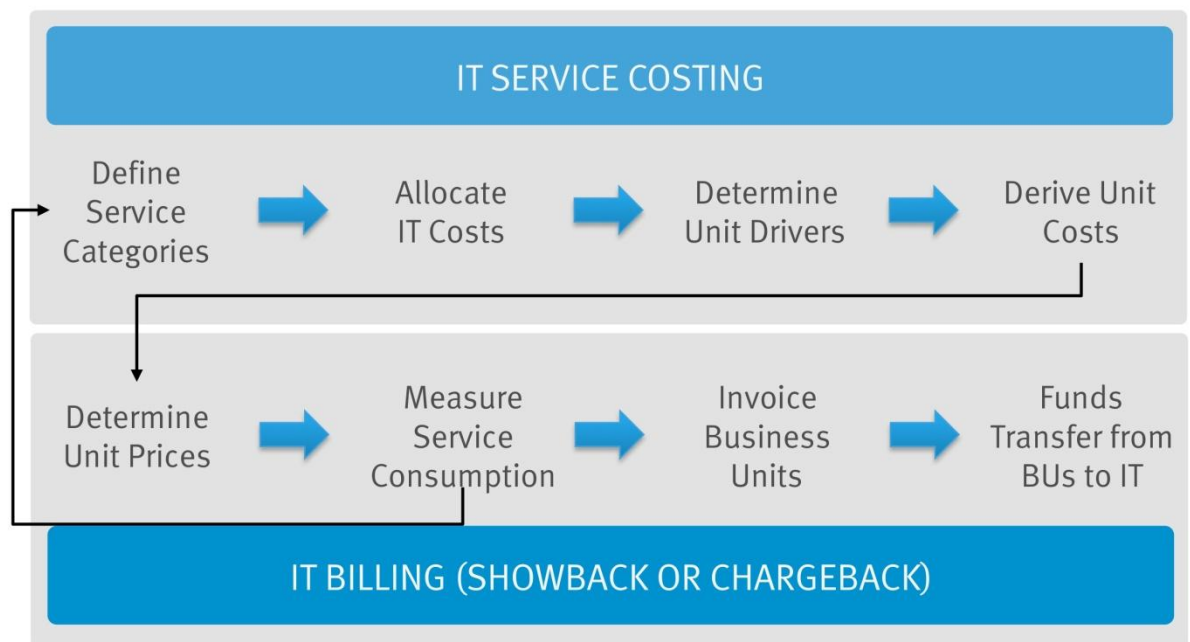 IT SERVICE COSTING
Define
Service
Categories
Allocate
IT Costs
Determine
Unit Drivers
Derive Unit
Costs
Determine
Unit Prices
Measure
Service
Consumption
Invoice
Business
Units
Funds
Transfer from
BUs to IT
IT BILLING (SHOWBACK OR CHARGEBACK)